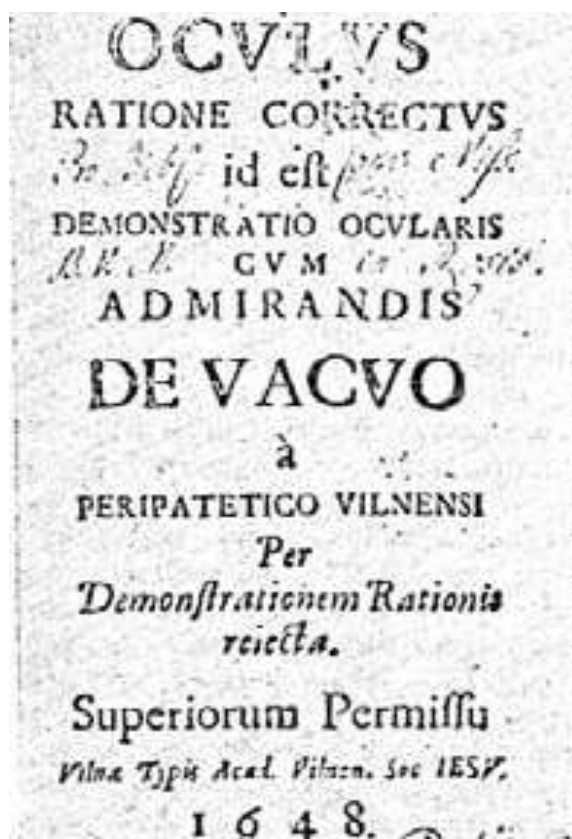 OCVLVS
RATIONE CORRECTVS
id eſt
DEMONSTRATIO OCVLARIS
CVM
ADMIRANDIS
DE VACVO
à
PERIPATETICO VILNENSI
Per
Demonſtrationem Rationis
reiecta.
Superiorum Permiſſu
Vilnæ Typis Acad. Vilnen. Soc IESV.
1648.